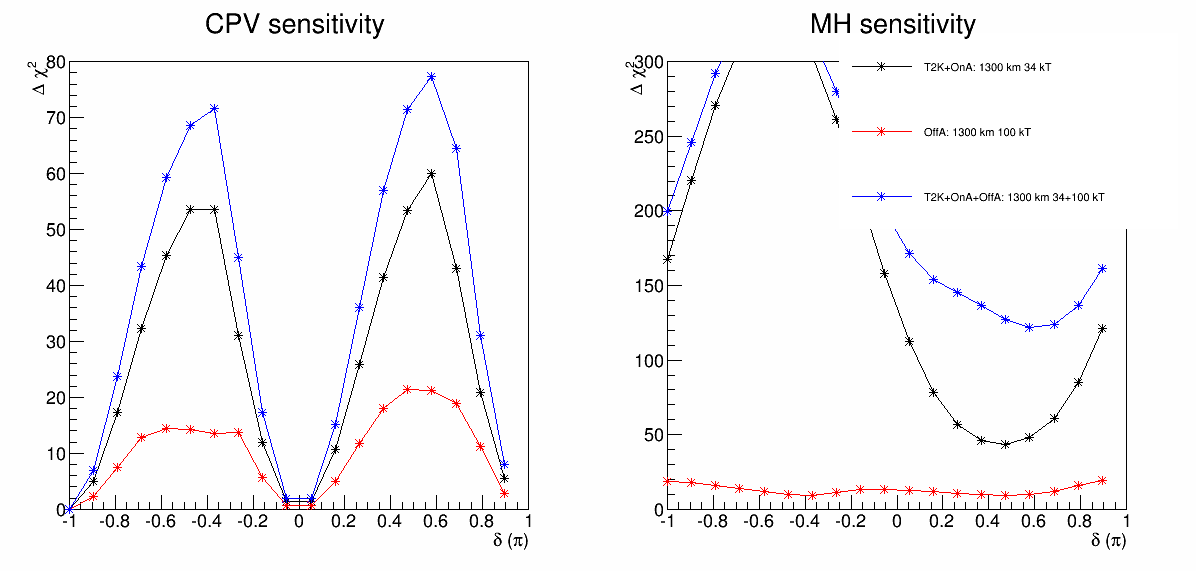 CPV sensitivity
Δ χ²
80
70
60
50
40
30
20
10
0
-1 -0.8 -0.6 -0.4 -0.2 0 0.2 0.4 0.6 0.8 1
δ (π)
MH sensitivity
Δ χ²
300
250
200
150
100
50
0
T2K+OnA: 1300 km 34 kT
OffA: 1300 km 100 kT
T2K+OnA+OffA: 1300 km 34+100 kT
-1 -0.8 -0.6 -0.4 -0.2 0 0.2 0.4 0.6 0.8 1
δ (π)